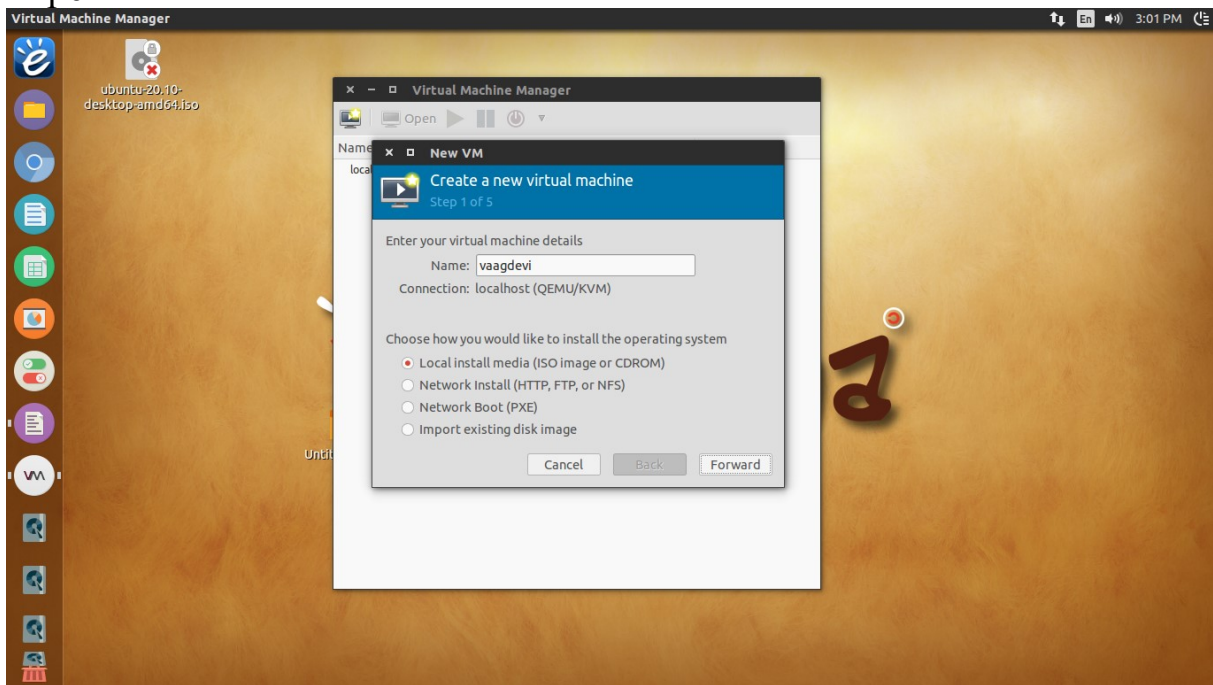 Virtual Machine Manager
En
3:01 PM
ubuntu-20.10-
desktop-amd64.iso
Virtual Machine Manager
Open
Name
local
New VM
Create a new virtual machine
Step 1 of 5
Enter your virtual machine details
Name: vaagdevi
Connection: localhost (QEMU/KVM)
Choose how you would like to install the operating system
Local install media (ISO image or CDROM)
Network Install (HTTP, FTP, or NFS)
Network Boot (PXE)
Import existing disk image
Untit
Cancel Back Forward